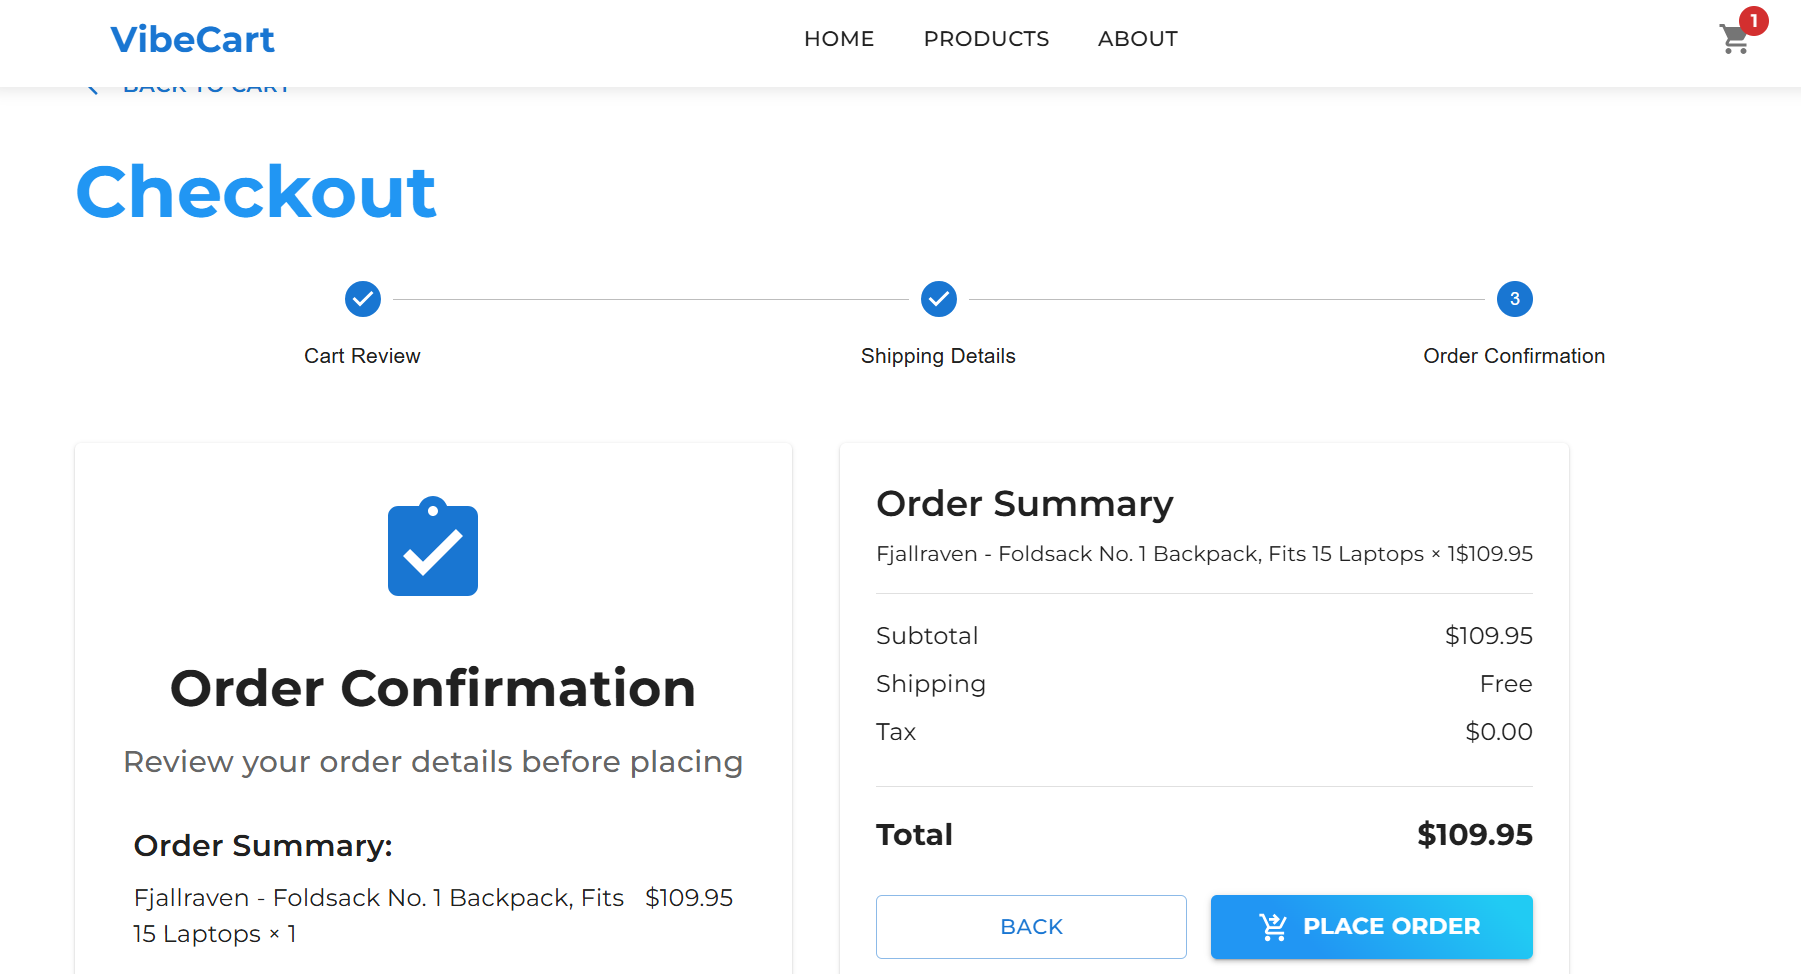 VibeCart
HOME
PRODUCTS
ABOUT
1
BACK TO CART
Checkout
3
Cart Review
Shipping Details
Order Confirmation
Order Confirmation
Review your order details before placing
Order Summary:
Fjallraven - Foldsack No. 1 Backpack, Fits $109.95
15 Laptops × 1
Order Summary
Fjallraven - Foldsack No. 1 Backpack, Fits 15 Laptops × 1$109.95
Subtotal $109.95
Shipping Free
Tax $0.00
Total $109.95
BACK
PLACE ORDER